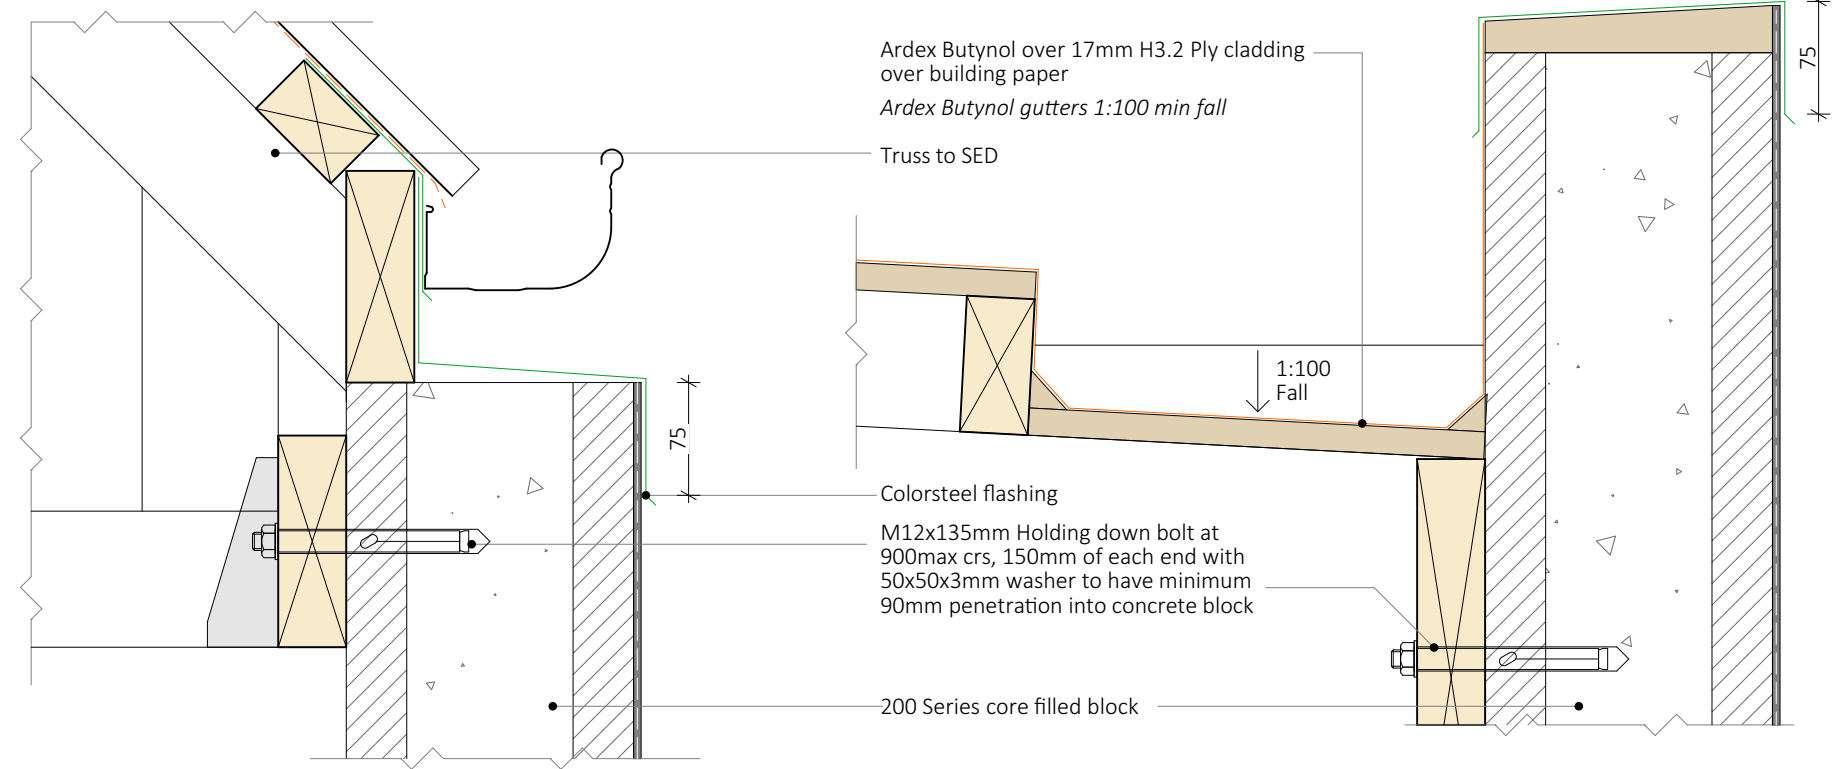 Ardex Butynol over 17mm H3.2 Ply cladding
over building paper
Ardex Butynol gutters 1:100 min fall
Truss to SED
75
1:100
Fall
75
Colorsteel flashing
M12x135mm Holding down bolt at
900max crs, 150mm of each end with
50x50x3mm washer to have minimum
90mm penetration into concrete block
200 Series core filled block